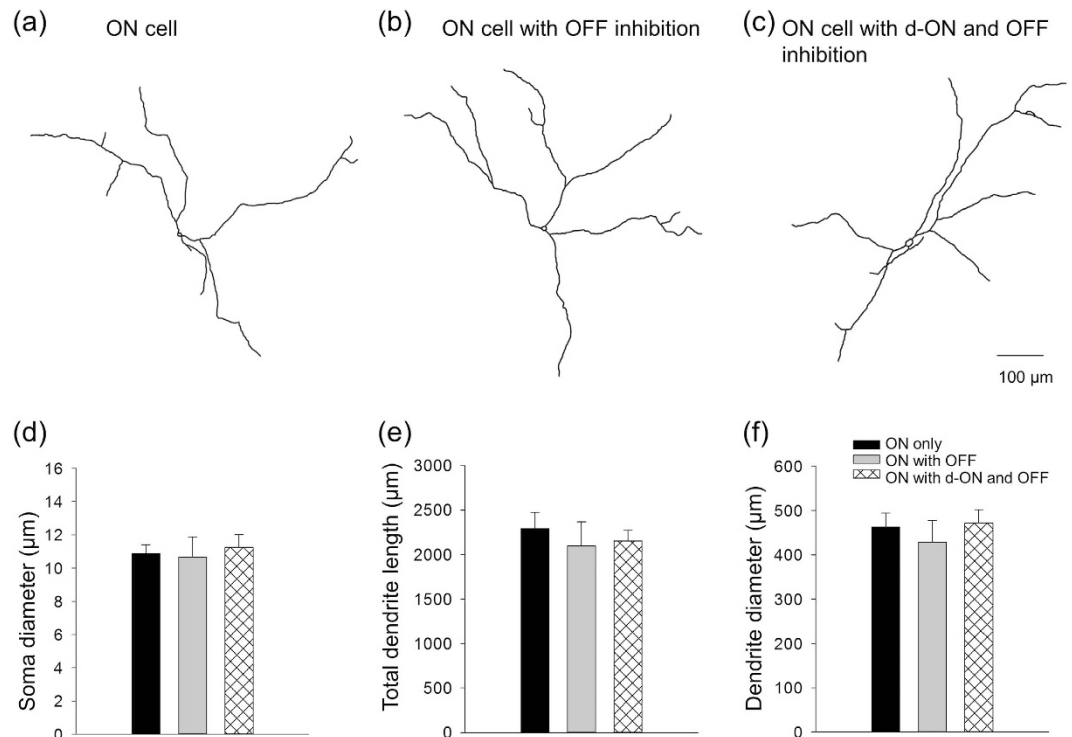 (a)
ON cell
(b)
ON cell with OFF inhibition
(c)
ON cell with d-ON and OFF
inhibition
100 µm
(d)
Soma diameter (µm)
16
14
12
10
8
6
4
2
0
(e)
Total dendrite length (µm)
3000
2500
2000
1500
1000
500
0
(f)
Dendrite diameter (µm)
600
500
400
300
200
100
0
ON only
ON with OFF
ON with d-ON and OFF